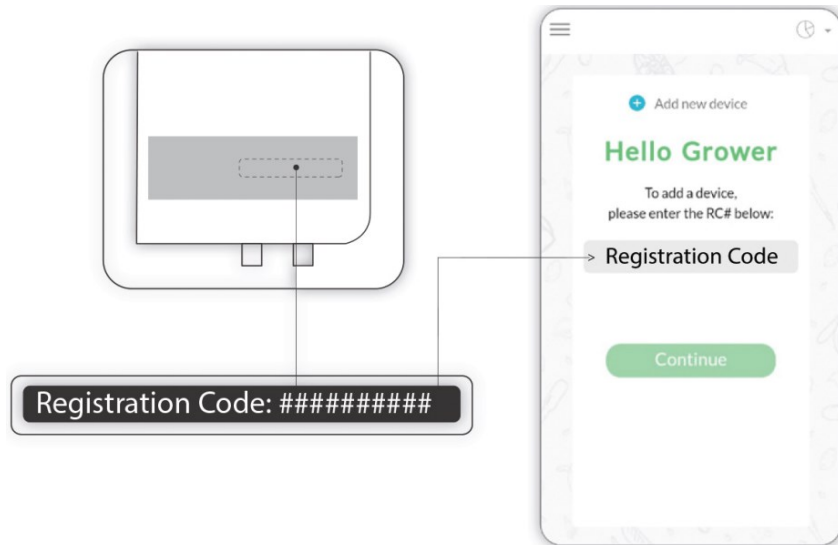 Add new device
Hello Grower
To add a device,
please enter the RC# below:
> Registration Code
Continue
Registration Code: ##########